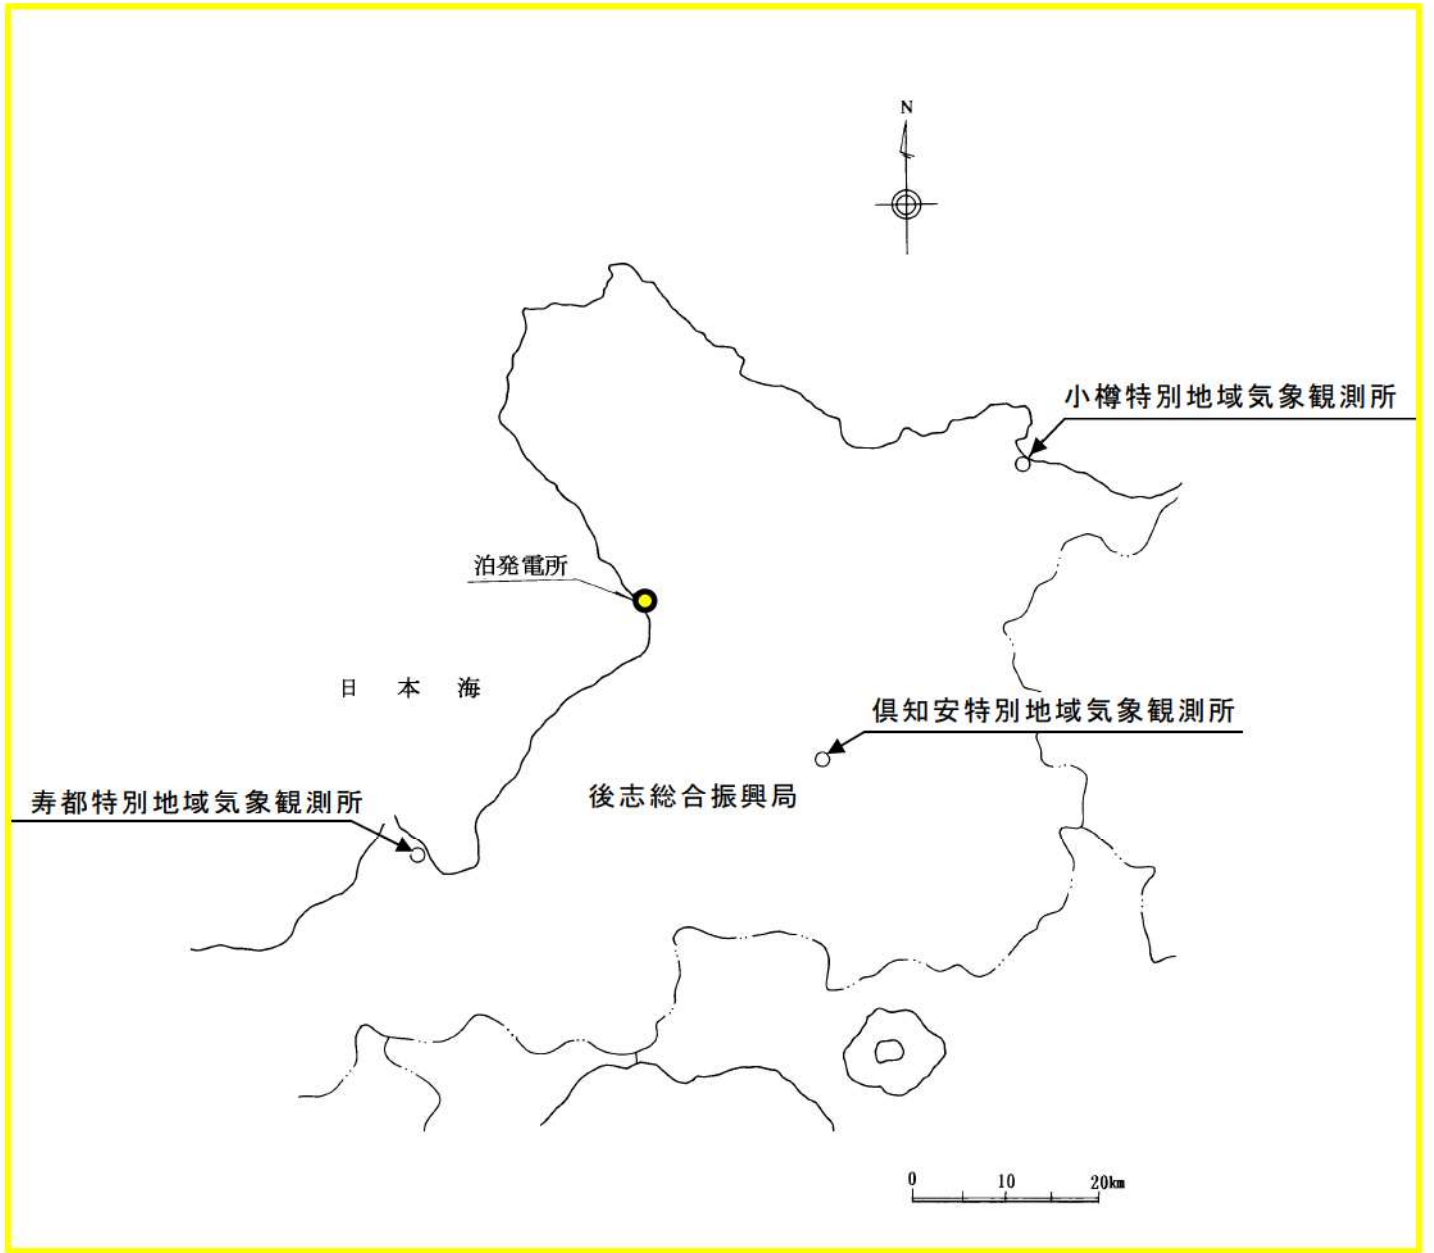 N
小樽特別地域気象観測所
泊発電所
日本海
倶知安特別地域気象観測所
後志総合振興局
寿都特別地域気象観測所
0 10 20km